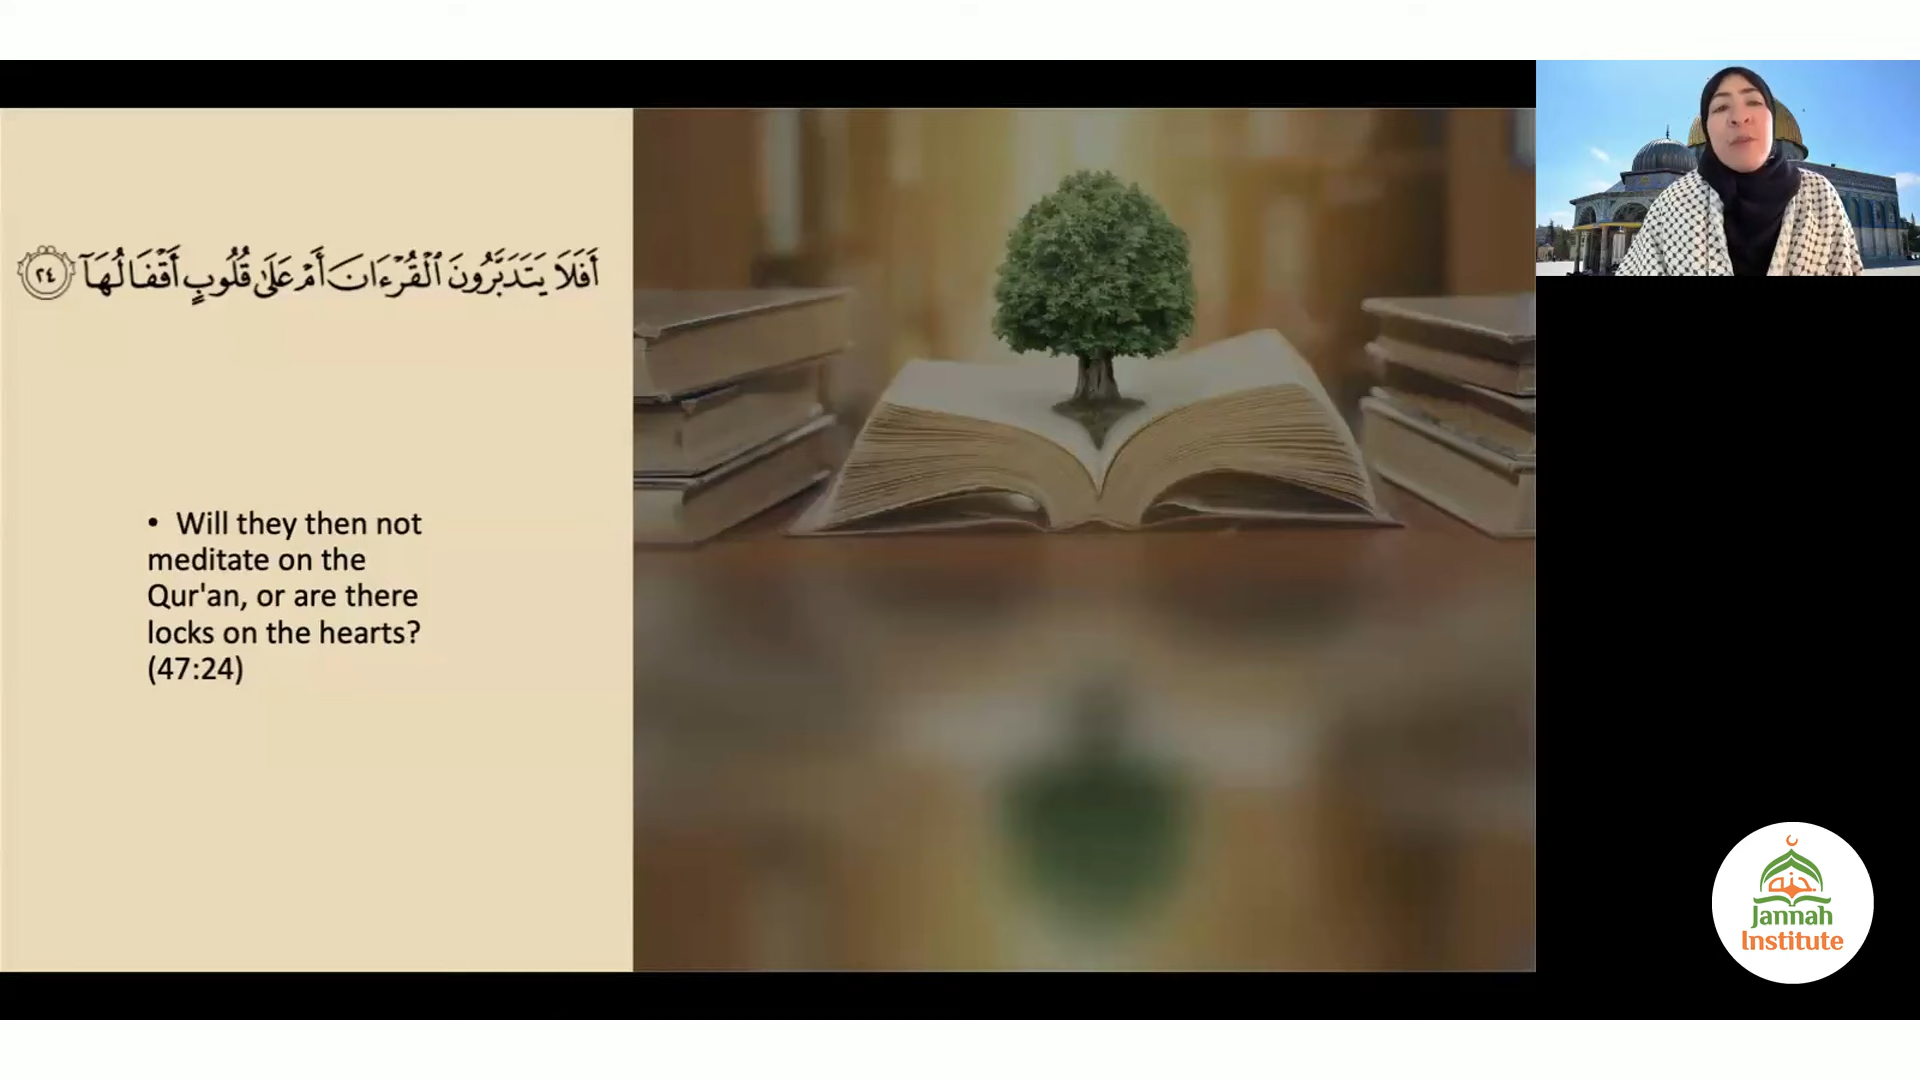 أَفَلَا يَتَدَبَّرُونَ ٱلْقُرْءَانَ أَمْ عَلَىٰ قُلُوبٍ أَقْفَالُهَآ ٢٤
• Will they then not
meditate on the
Qur'an, or are there
locks on the hearts?
(47:24)
جنة
Jannah
Institute